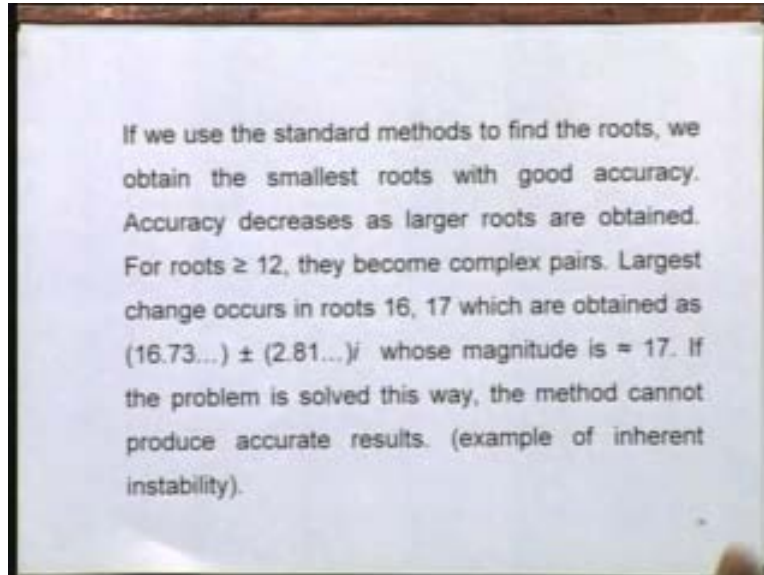 If we use the standard methods to find the roots, we
obtain the smallest roots with good accuracy.
Accuracy decreases as larger roots are obtained.
For roots ≥ 12, they become complex pairs. Largest
change occurs in roots 16, 17 which are obtained as
(16.73...) ± (2.81...)i whose magnitude is ≈ 17. If
the problem is solved this way, the method cannot
produce accurate results. (example of inherent
instability).